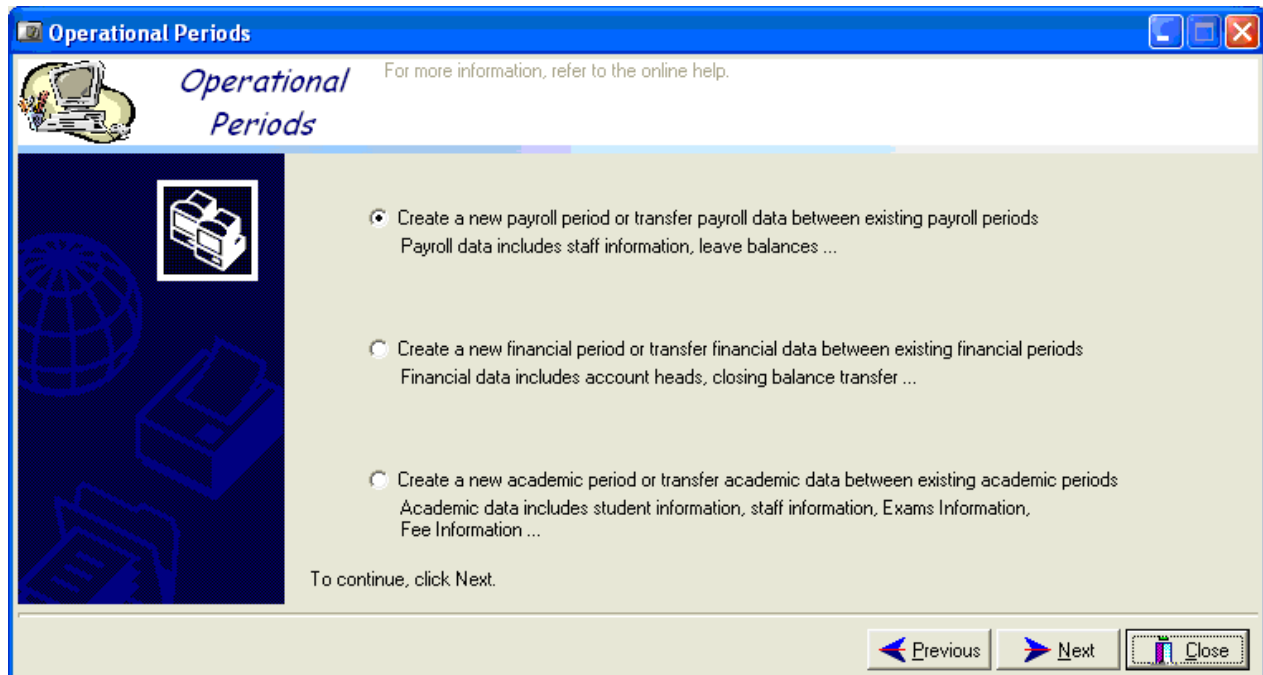 Operational Periods
Operational
Periods
For more information, refer to the online help.
Create a new payroll period or transfer payroll data between existing payroll periods
Payroll data includes staff information, leave balances ...
Create a new financial period or transfer financial data between existing financial periods
Financial data includes account heads, closing balance transfer ...
Create a new academic period or transfer academic data between existing academic periods
Academic data includes student information, staff information, Exams Information,
Fee Information ...
To continue, click Next.
Previous Next Close